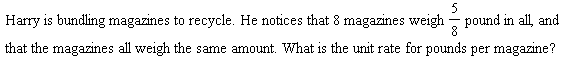 Harry is bundling magazines to recycle. He notices that 8 magazines weigh 5/8 pound in all, and
that the magazines all weigh the same amount. What is the unit rate for pounds per magazine?